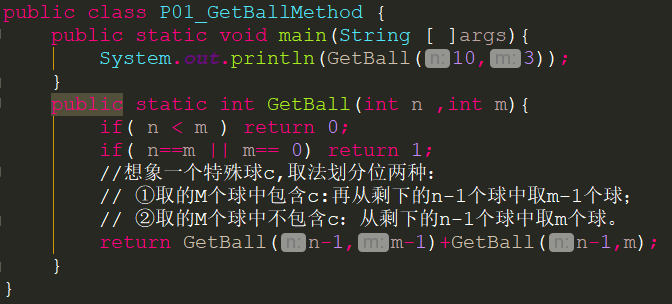 public class P01_GetBallMethod {
public static void main(String [ ]args){
System.out.println(GetBall(n:10,m:3));
}
public static int GetBall(int n ,int m){
if( n < m ) return 0;
if( n==m || m== 0) return 1;
//想象一个特殊球c,取法划分位两种:
// ①取的M个球中包含c:再从剩下的n-1个球中取m-1个球;
// ②取的M个球中不包含c: 从剩下的n-1个球中取m个球。
return GetBall(n:n-1,m:m-1)+GetBall(n:n-1,m);
}
}